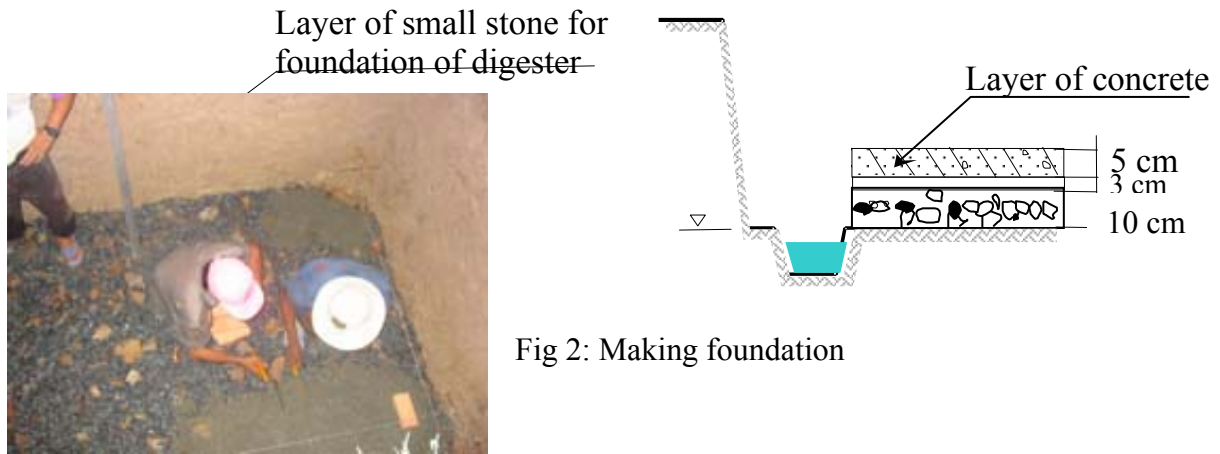 Layer of small stone for
foundation of digester
Layer of concrete
5 cm
3 cm
10 cm
Fig 2: Making foundation